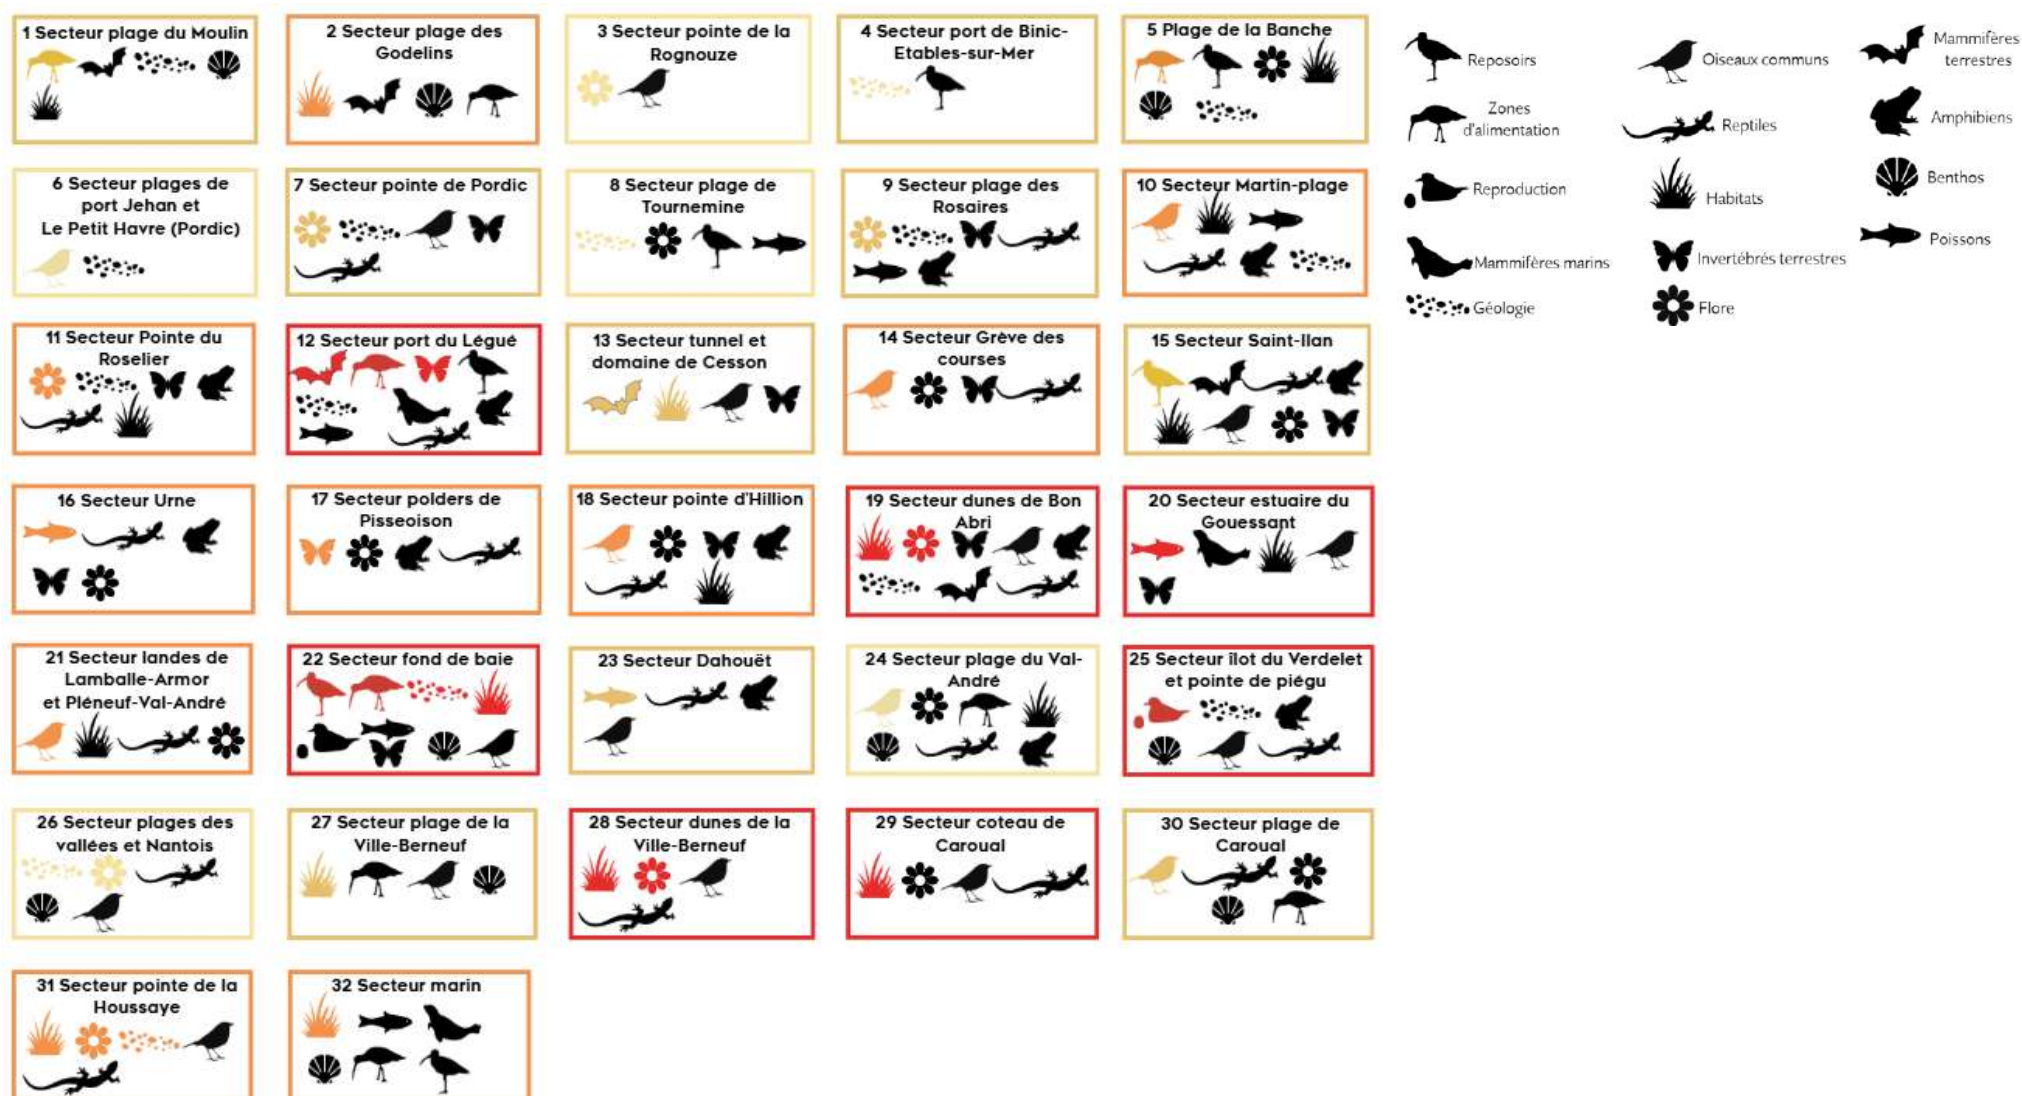 1 Secteur plage du Moulin
2 Secteur plage des
Godelins
3 Secteur pointe de la
Rognouze
4 Secteur port de Binic-
Etables-sur-Mer
5 Plage de la Banche
6 Secteur plages de
port Jehan et
Le Petit Havre (Pordic)
7 Secteur pointe de Pordic
8 Secteur plage de
Tournemine
9 Secteur plage des
Rosaires
10 Secteur Martin-plage
11 Secteur Pointe du
Roselier
12 Secteur port du Légué
13 Secteur tunnel et
domaine de Cesson
14 Secteur Grève des
courses
15 Secteur Saint-Ilan
16 Secteur Urne
17 Secteur polders de
Pisseoison
18 Secteur pointe d'Hillion
19 Secteur dunes de Bon
Abri
20 Secteur estuaire du
Gouessant
21 Secteur landes de
Lamballe-Armor
et Pléneuf-Val-André
22 Secteur fond de baie
23 Secteur Dahouët
24 Secteur plage du Val-
André
25 Secteur îlot du Verdelet
et pointe de piégu
26 Secteur plages des
vallées et Nantois
27 Secteur plage de la
Ville-Berneuf
28 Secteur dunes de la
Ville-Berneuf
29 Secteur coteau de
Caroual
30 Secteur plage de
Caroual
31 Secteur pointe de la
Houssaye
32 Secteur marin
Reposoirs
Zones
d'alimentation
Reproduction
Mammifères marins
Géologie
Oiseaux communs
Reptiles
Habitats
Invertébrés terrestres
Flore
Mammifères
terrestres
Amphibiens
Benthos
Poissons